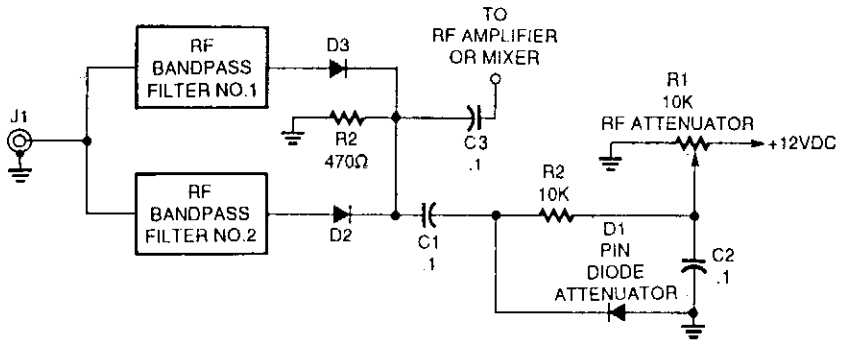 TO
RF AMPLIFIER
OR MIXER
RF
BANDPASS
FILTER NO.1
D3
R1
10K
RF ATTENUATOR
J1
R2
470Ω
C3
.1
+12VDC
RF
BANDPASS
FILTER NO.2
D2
C1
.1
R2
10K
D1
PIN
DIODE
ATTENUATOR
C2
.1